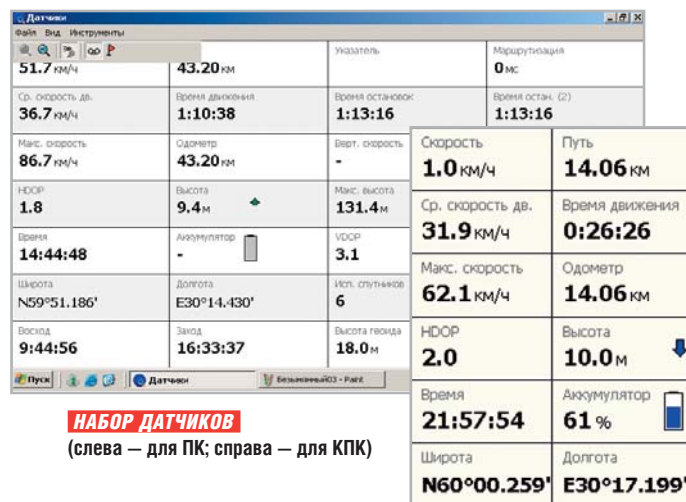 Датчики
Файл Вид Инструменты
Указатель Маршрутизация
51.7 км/ч 43.20 км 0 мс
Ср. скорость дв. Время движения Время остановок Время остан. (2)
36.7 км/ч 1:10:38 1:13:16 1:13:16
Макс. скорость Одометр Верт. скорость
86.7 км/ч 43.20 км -
HDOP Высота Макс. высота
1.8 9.4 м 131.4 м
Время Аккумулятор VDOP
14:44:48 - 3.1
Широта Долгота Исп. спутников
N59°51.186' E30°14.430' 6
Восход Заход Высота геоида
9:44:56 16:33:37 18.0 м
Пуск Датчики Безымянный03 - Paint
Скорость Путь
1.0 км/ч 14.06 км
Ср. скорость дв. Время движения
31.9 км/ч 0:26:26
Макс. скорость Одометр
62.1 км/ч 14.06 км
HDOP Высота
2.0 10.0 м
Время Аккумулятор
21:57:54 61 %
Широта Долгота
N60°00.259' E30°17.199'
НАБОР ДАТЧИКОВ
(слева — для ПК; справа — для КПК)